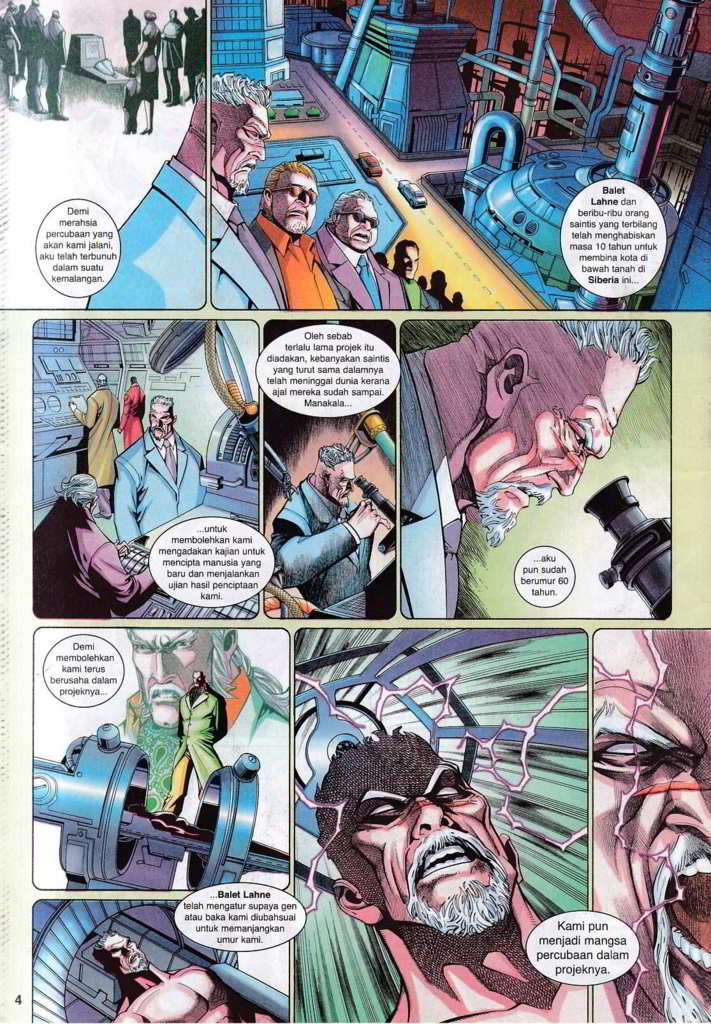 Demi
merahsia
percubaan yang
akan kami jalani,
aku telah terbunuh
dalam suatu
kemalangan.
Balet
Lahne dan
beribu-ribu orang
saintis yang terbilang
telah menghabiskan
masa 10 tahun untuk
membina kota di
bawah tanah di
Siberia ini...
...untuk
membolehkan kami
mengadakan kajian untuk
mencipta manusia yang
baru dan menjalankan
ujian hasil penciptaan
kami.
Oleh sebab
terlalu lama projek itu
diadakan, kebanyakan saintis
yang turut sama dalamnya
telah meninggal dunia kerana
ajal mereka sudah sampai.
Manakala...
...aku
pun sudah
berumur 60
tahun.
Demi
membolehkan
kami terus
berusaha dalam
projeknya...
...Balet Lahne
telah mengatur supaya gen
atau baka kami diubahsuai
untuk memanjangkan
umur kami.
Kami pun
menjadi mangsa
percubaan dalam
projeknya.
4